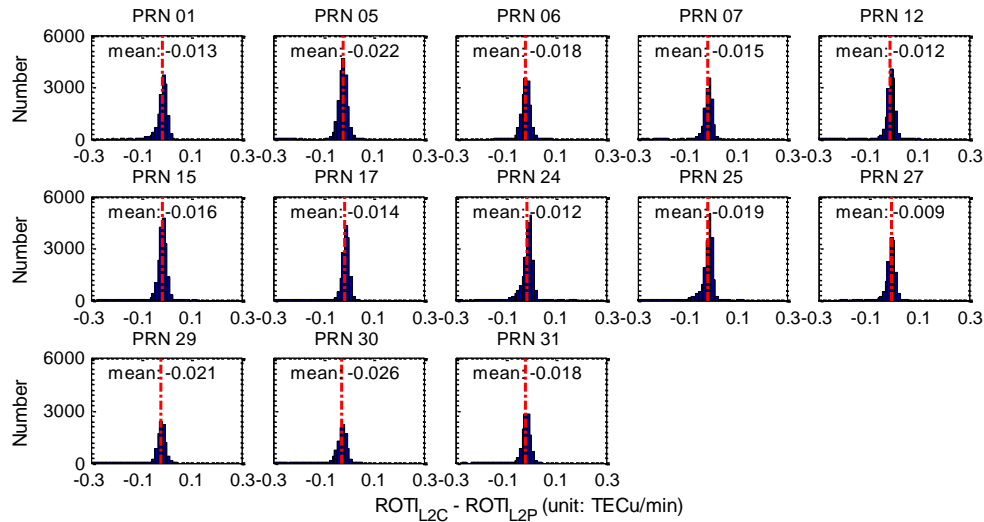 PRN 01 PRN 05 PRN 06 PRN 07 PRN 12
6000 mean: -0.013 mean: -0.022 mean: -0.018 mean: -0.015 mean: -0.012
Number
3000
0
-0.3 -0.1 0.1 0.3 -0.3 -0.1 0.1 0.3 -0.3 -0.1 0.1 0.3 -0.3 -0.1 0.1 0.3 -0.3 -0.1 0.1 0.3
PRN 15 PRN 17 PRN 24 PRN 25 PRN 27
6000 mean: -0.016 mean: -0.014 mean: -0.012 mean: -0.019 mean: -0.009
Number
3000
0
-0.3 -0.1 0.1 0.3 -0.3 -0.1 0.1 0.3 -0.3 -0.1 0.1 0.3 -0.3 -0.1 0.1 0.3 -0.3 -0.1 0.1 0.3
PRN 29 PRN 30 PRN 31
6000 mean: -0.021 mean: -0.026 mean: -0.018
Number
3000
0
-0.3 -0.1 0.1 0.3 -0.3 -0.1 0.1 0.3 -0.3 -0.1 0.1 0.3
ROTI_L2C - ROTI_L2P (unit: TECu/min)